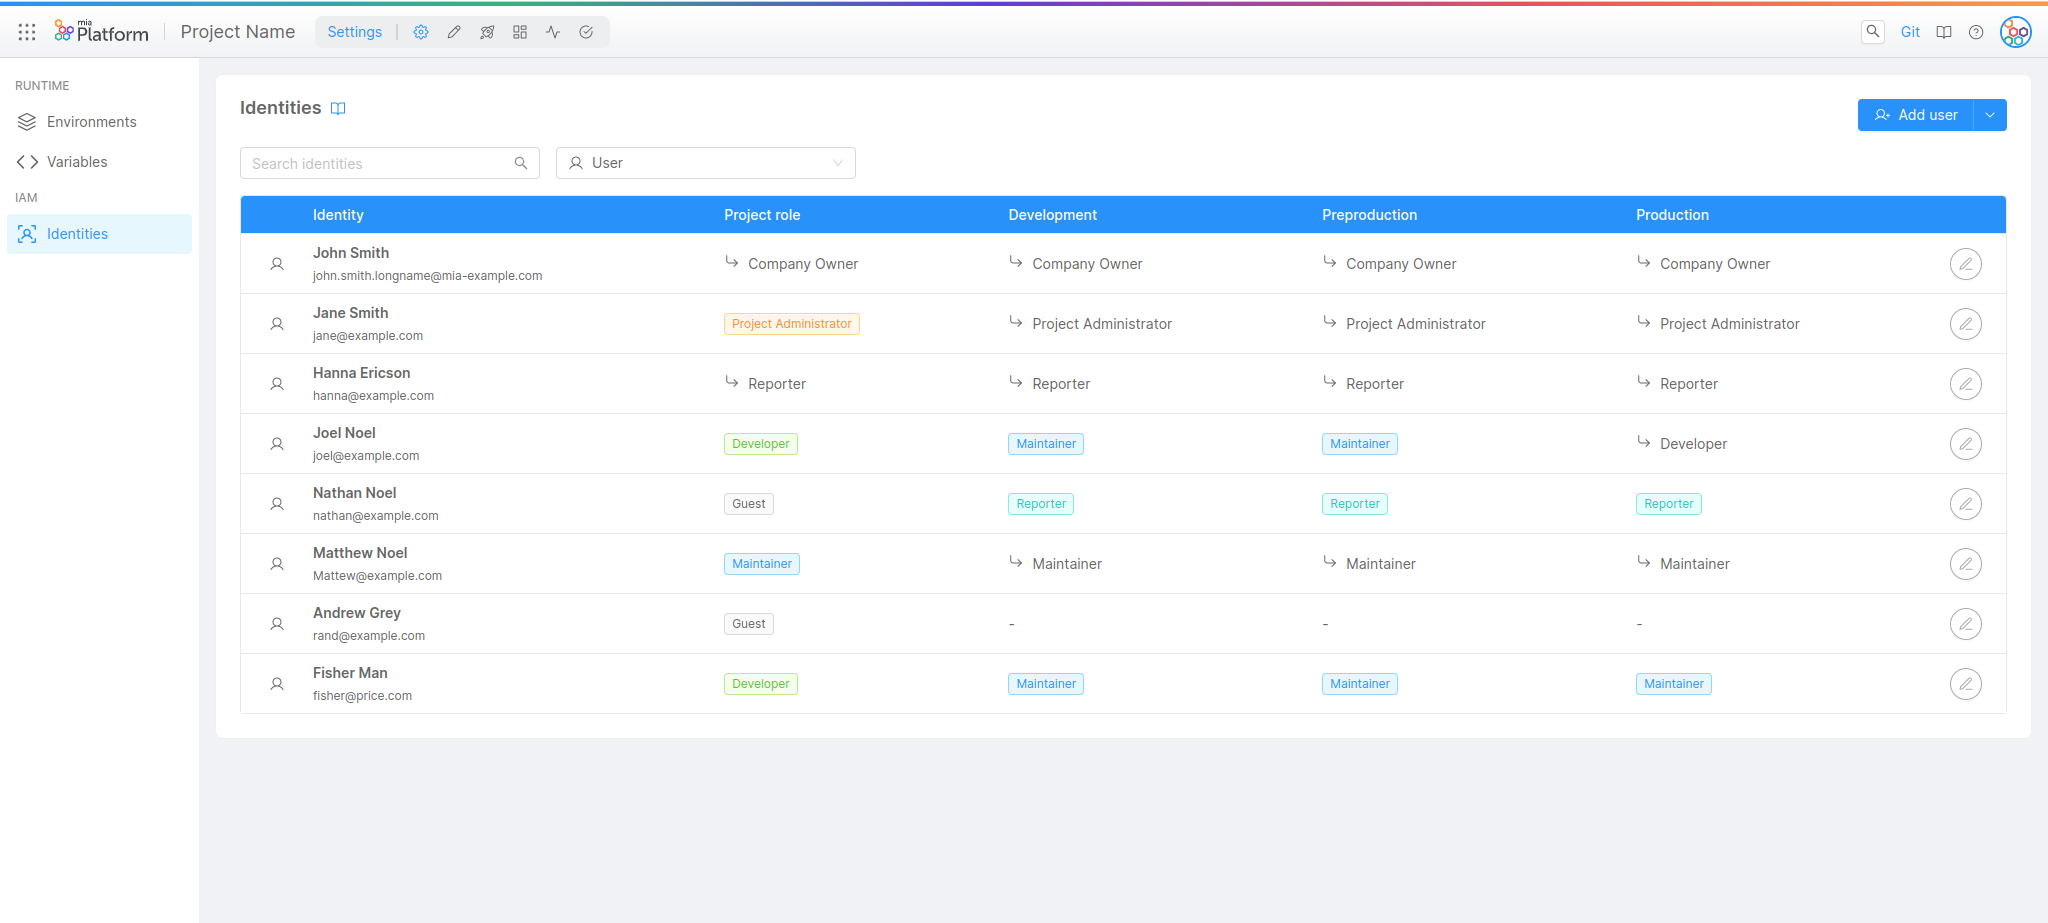 mia
Platform
Project Name
Settings
Git
RUNTIME
Environments
Variables
IAM
Identities
Identities
Add user
Search identities
User
Identity Project role Development Preproduction Production
John Smith
john.smith.longname@mia-example.com
Company Owner Company Owner Company Owner Company Owner
Jane Smith
jane@example.com
Project Administrator Project Administrator Project Administrator Project Administrator
Hanna Ericson
hanna@example.com
Reporter Reporter Reporter Reporter
Joel Noel
joel@example.com
Developer Maintainer Maintainer Developer
Nathan Noel
nathan@example.com
Guest Reporter Reporter Reporter
Matthew Noel
Mattew@example.com
Maintainer Maintainer Maintainer Maintainer
Andrew Grey
rand@example.com
Guest - - -
Fisher Man
fisher@price.com
Developer Maintainer Maintainer Maintainer